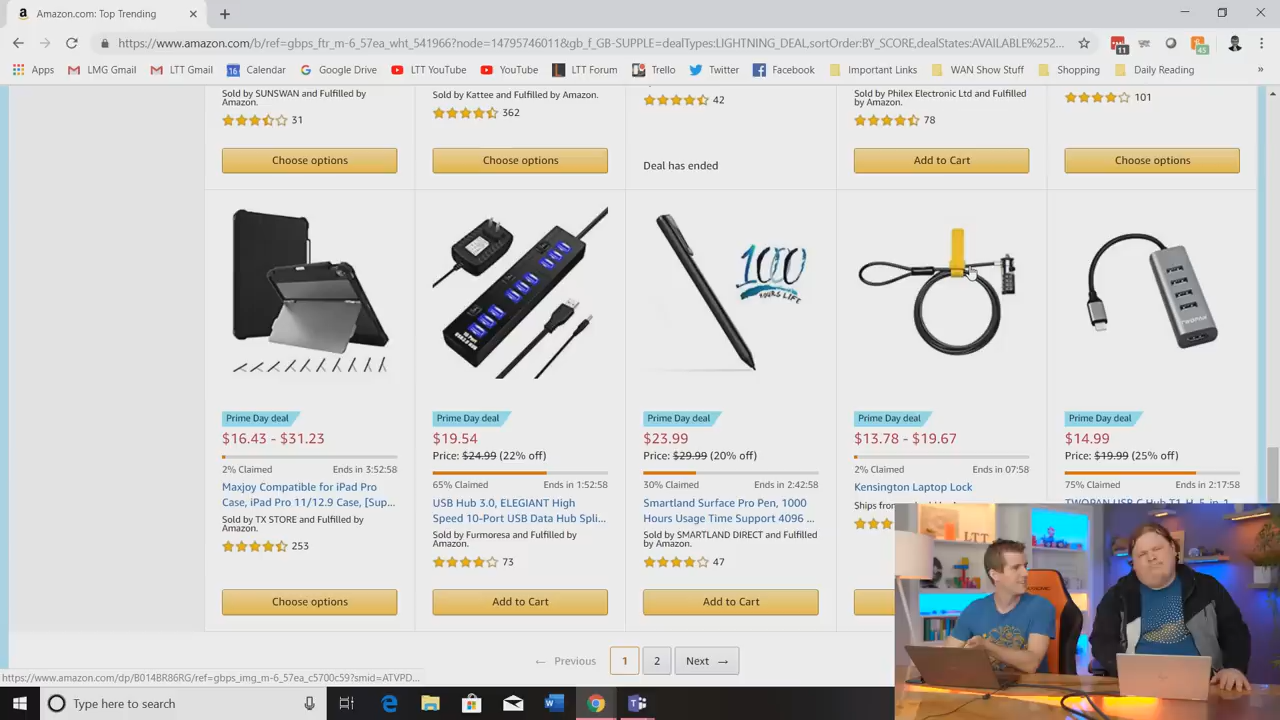 Amazon.com: Top Trending
https://www.amazon.com/b/ref=gbps_ftr_m-6_57ea_wht_541966?node=14795746011&gb_f_GB-SUPPLE=dealTypes:LIGHTNING_DEAL,sortOrder:BY_SCORE,dealStates:AVAILABLE%252...
11
45
Apps
LMG Gmail
LTT Gmail
16
Calendar
Google Drive
LTT YouTube
YouTube
LTT Forum
Trello
Twitter
Facebook
Important Links
WAN Show Stuff
Shopping
Daily Reading
Sold by SUNSWAN and Fulfilled by
Amazon.
31
Choose options
Sold by Kattee and Fulfilled by Amazon.
362
Choose options
42
Deal has ended
Sold by Philex Electronic Ltd and Fulfilled
by Amazon.
78
Add to Cart
101
Choose options
Prime Day deal
$16.43 - $31.23
2% Claimed
Ends in 3:52:58
Maxjoy Compatible for iPad Pro
Case, iPad Pro 11/12.9 Case, [Sup...
Sold by TX STORE and Fulfilled by
Amazon.
253
Choose options
Prime Day deal
$19.54
Price: $24.99 (22% off)
65% Claimed
Ends in 1:52:58
USB Hub 3.0, ELEGIANT High
Speed 10-Port USB Data Hub Spli...
Sold by Furmoresa and Fulfilled by
Amazon.
73
Add to Cart
1000
HOURS LIFE
Prime Day deal
$23.99
Price: $29.99 (20% off)
30% Claimed
Ends in 2:42:58
Smartland Surface Pro Pen, 1000
Hours Usage Time Support 4096 ...
Sold by SMARTLAND DIRECT and Fulfilled
by Amazon.
47
Add to Cart
Prime Day deal
$13.78 - $19.67
2% Claimed
Ends in 07:58
Kensington Laptop Lock
Prime Day deal
$14.99
Price: $19.99 (25% off)
75% Claimed
Ends in 2:17:58
← Previous
1
2
Next →
LTT
https://www.amazon.com/dp/B014BR86RG/ref=gbps_img_m-6_57ea_c5700c59?smid=ATVPD...
Type here to search